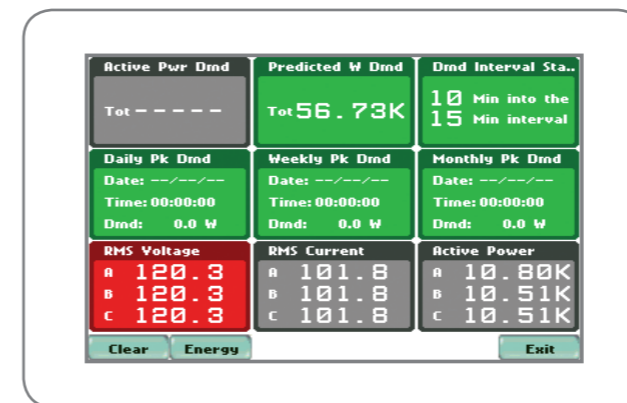 Active Pwr Dmd Predicted W Dmd Dmd Interval Sta..
Tot ----- Tot 56.73K 10 Min into the
15 Min interval
Daily Pk Dmd Weekly Pk Dmd Monthly Pk Dmd
Date: --/--/-- Date: --/--/-- Date: --/--/--
Time: 00:00:00 Time: 00:00:00 Time: 00:00:00
Dmd: 0.0 W Dmd: 0.0 W Dmd: 0.0 W
RMS Voltage RMS Current Active Power
A 120.3 A 101.8 A 10.80K
B 120.3 B 101.8 B 10.51K
C 120.3 C 101.8 C 10.51K
Clear Energy Exit